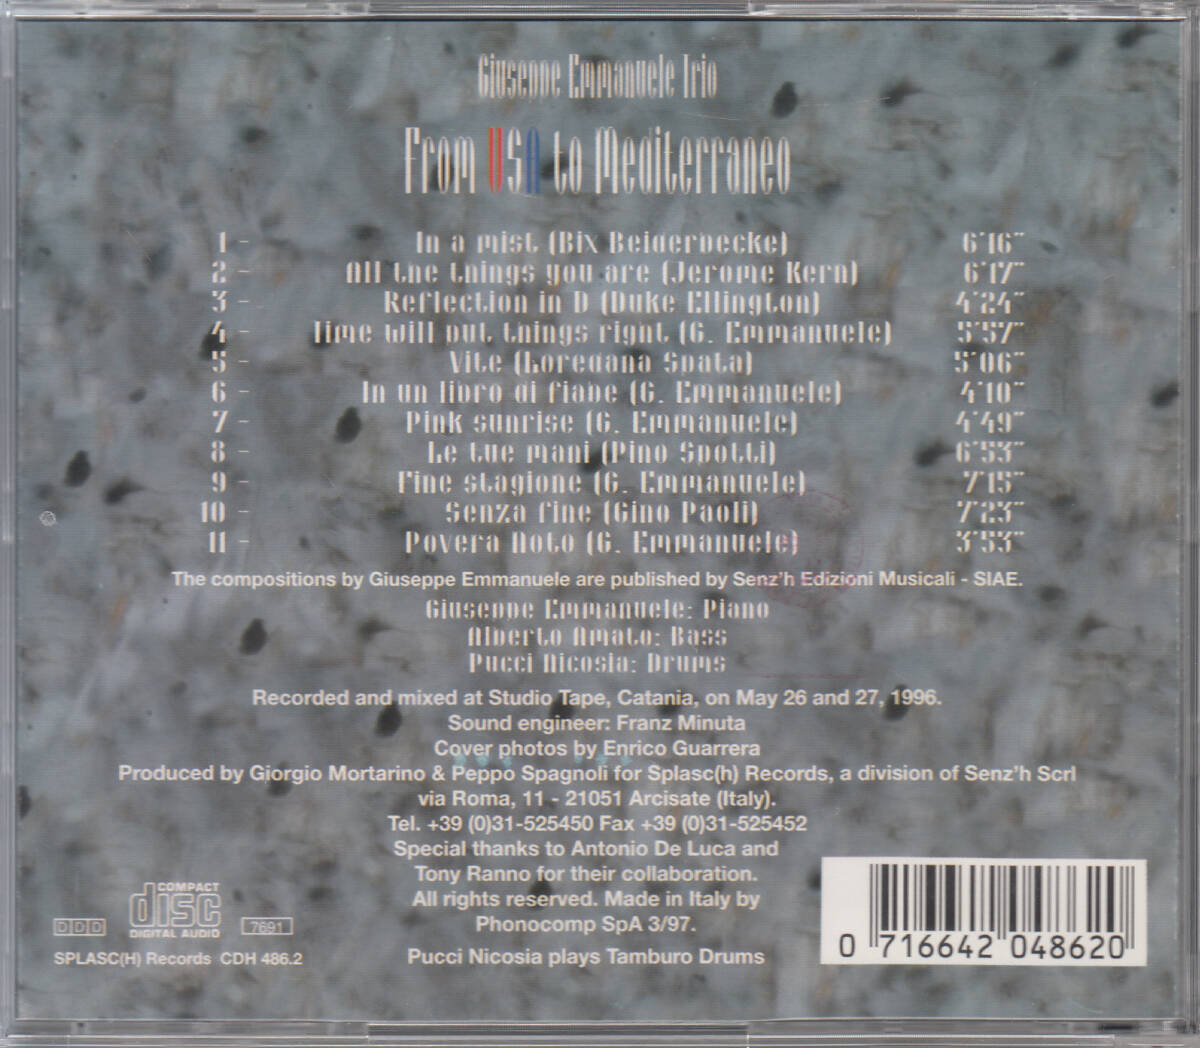 Giuseppe Emmanuele Trio
From USA to Mediterraneo
1 - In a mist (Bix Beiderbecke) 6'16"
2 - All the things you are (Jerome Kern) 6'17"
3 - Reflection in D (Duke Ellington) 4'24"
4 - Time will put things right (G. Emmanuele) 5'57"
5 - Vite (Loredana Spata) 5'06"
6 - In un libro di fiabe (G. Emmanuele) 4'10"
7 - Pink sunrise (G. Emmanuele) 4'49"
8 - Le tue mani (Pino Spotti) 6'53"
9 - Fine stagione (G. Emmanuele) 7'15"
10 - Senza fine (Gino Paoli) 7'23"
11 - Povera Noto (G. Emmanuele) 3'53"
The compositions by Giuseppe Emmanuele are published by Senz'h Edizioni Musicali - SIAE.
Giuseppe Emmanuele: Piano
Alberto Amato: Bass
Pucci Nicosia: Drums
Recorded and mixed at Studio Tape, Catania, on May 26 and 27, 1996.
Sound engineer: Franz Minuta
Cover photos by Enrico Guarrera
Produced by Giorgio Mortarino & Peppo Spagnoli for Splasc(h) Records, a division of Senz'h Scrl
via Roma, 11 - 21051 Arcisate (Italy).
Tel. +39 (0)31-525450 Fax +39 (0)31-525452
Special thanks to Antonio De Luca and
Tony Ranno for their collaboration.
All rights reserved. Made in Italy by
Phonocomp SpA 3/97.
Pucci Nicosia plays Tamburo Drums
DDD
COMPACT
disc
DIGITAL AUDIO
7691
SPLASC(H) Records CDH 486.2
0 716642 048620